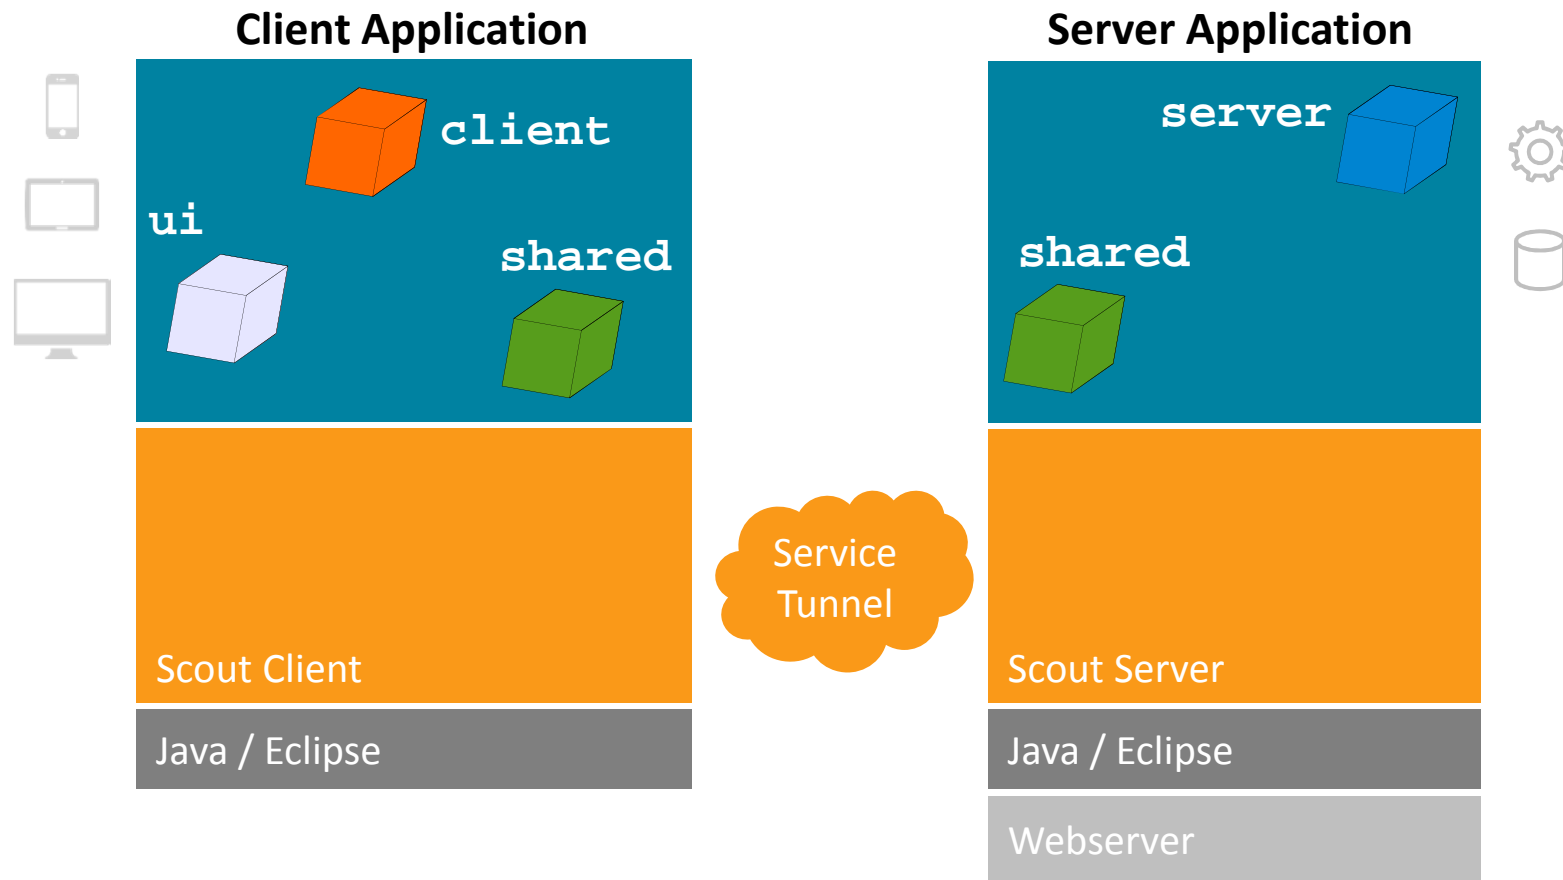 Client Application
client
ui
shared
Scout Client
Java / Eclipse
Service
Tunnel
Server Application
server
shared
Scout Server
Java / Eclipse
Webserver